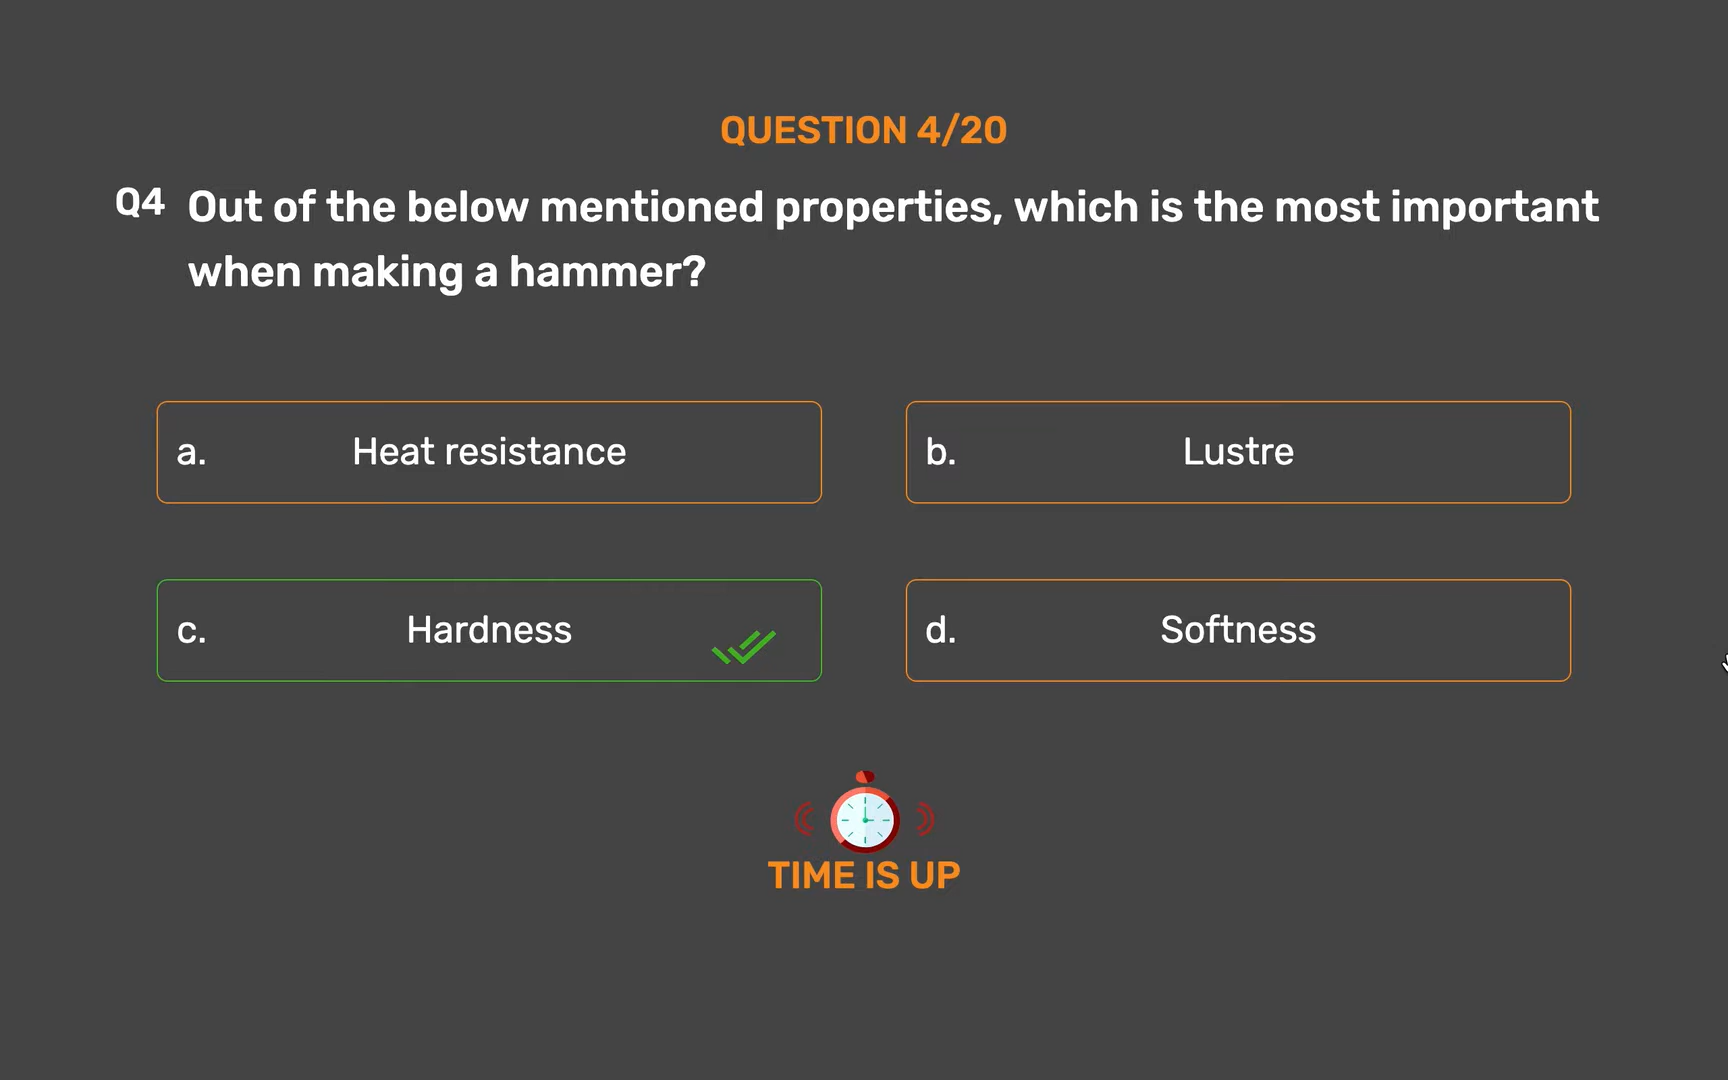 QUESTION 4/20
Q4 Out of the below mentioned properties, which is the most important
when making a hammer?
a. Heat resistance
b. Lustre
c. Hardness
d. Softness
TIME IS UP